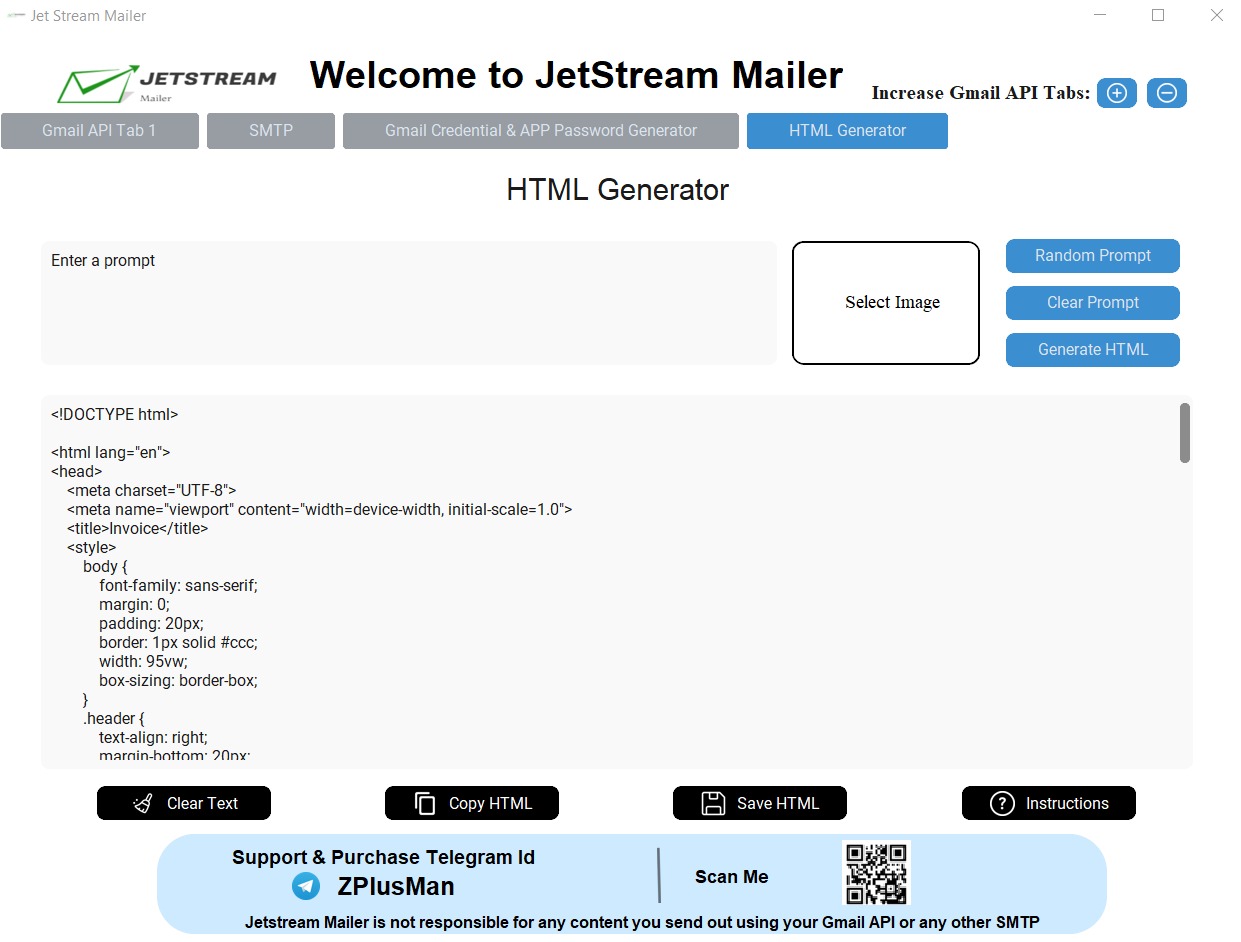 Jet Stream Mailer
JETSTREAM
Mailer
Welcome to JetStream Mailer
Increase Gmail API Tabs:
Gmail API Tab 1
SMTP
Gmail Credential & APP Password Generator
HTML Generator
HTML Generator
Enter a prompt
Select Image
Random Prompt
Clear Prompt
Generate HTML
<!DOCTYPE html>
<html lang="en">
<head>
<meta charset="UTF-8">
<meta name="viewport" content="width=device-width, initial-scale=1.0">
<title>Invoice</title>
<style>
body {
font-family: sans-serif;
margin: 0;
padding: 20px;
border: 1px solid #ccc;
width: 95vw;
box-sizing: border-box;
}
.header {
text-align: right;
margin-bottom: 20px;
Clear Text
Copy HTML
Save HTML
? Instructions
Support & Purchase Telegram Id
ZPlusMan
Scan Me
Jetstream Mailer is not responsible for any content you send out using your Gmail API or any other SMTP